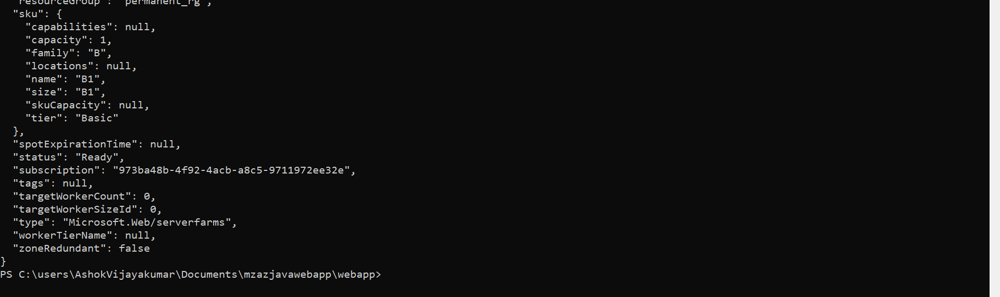 "resourceGroup": "permanent_rg",
"sku": {
"capabilities": null,
"capacity": 1,
"family": "B",
"locations": null,
"name": "B1",
"size": "B1",
"skuCapacity": null,
"tier": "Basic"
},
"spotExpirationTime": null,
"status": "Ready",
"subscription": "973ba48b-4f92-4acb-a8c5-9711972ee32e",
"tags": null,
"targetWorkerCount": 0,
"targetWorkerSizeId": 0,
"type": "Microsoft.Web/serverfarms",
"workerTierName": null,
"zoneRedundant": false
}
PS C:\users\AshokVijayakumar\Documents\mzazjavawebapp\webapp>